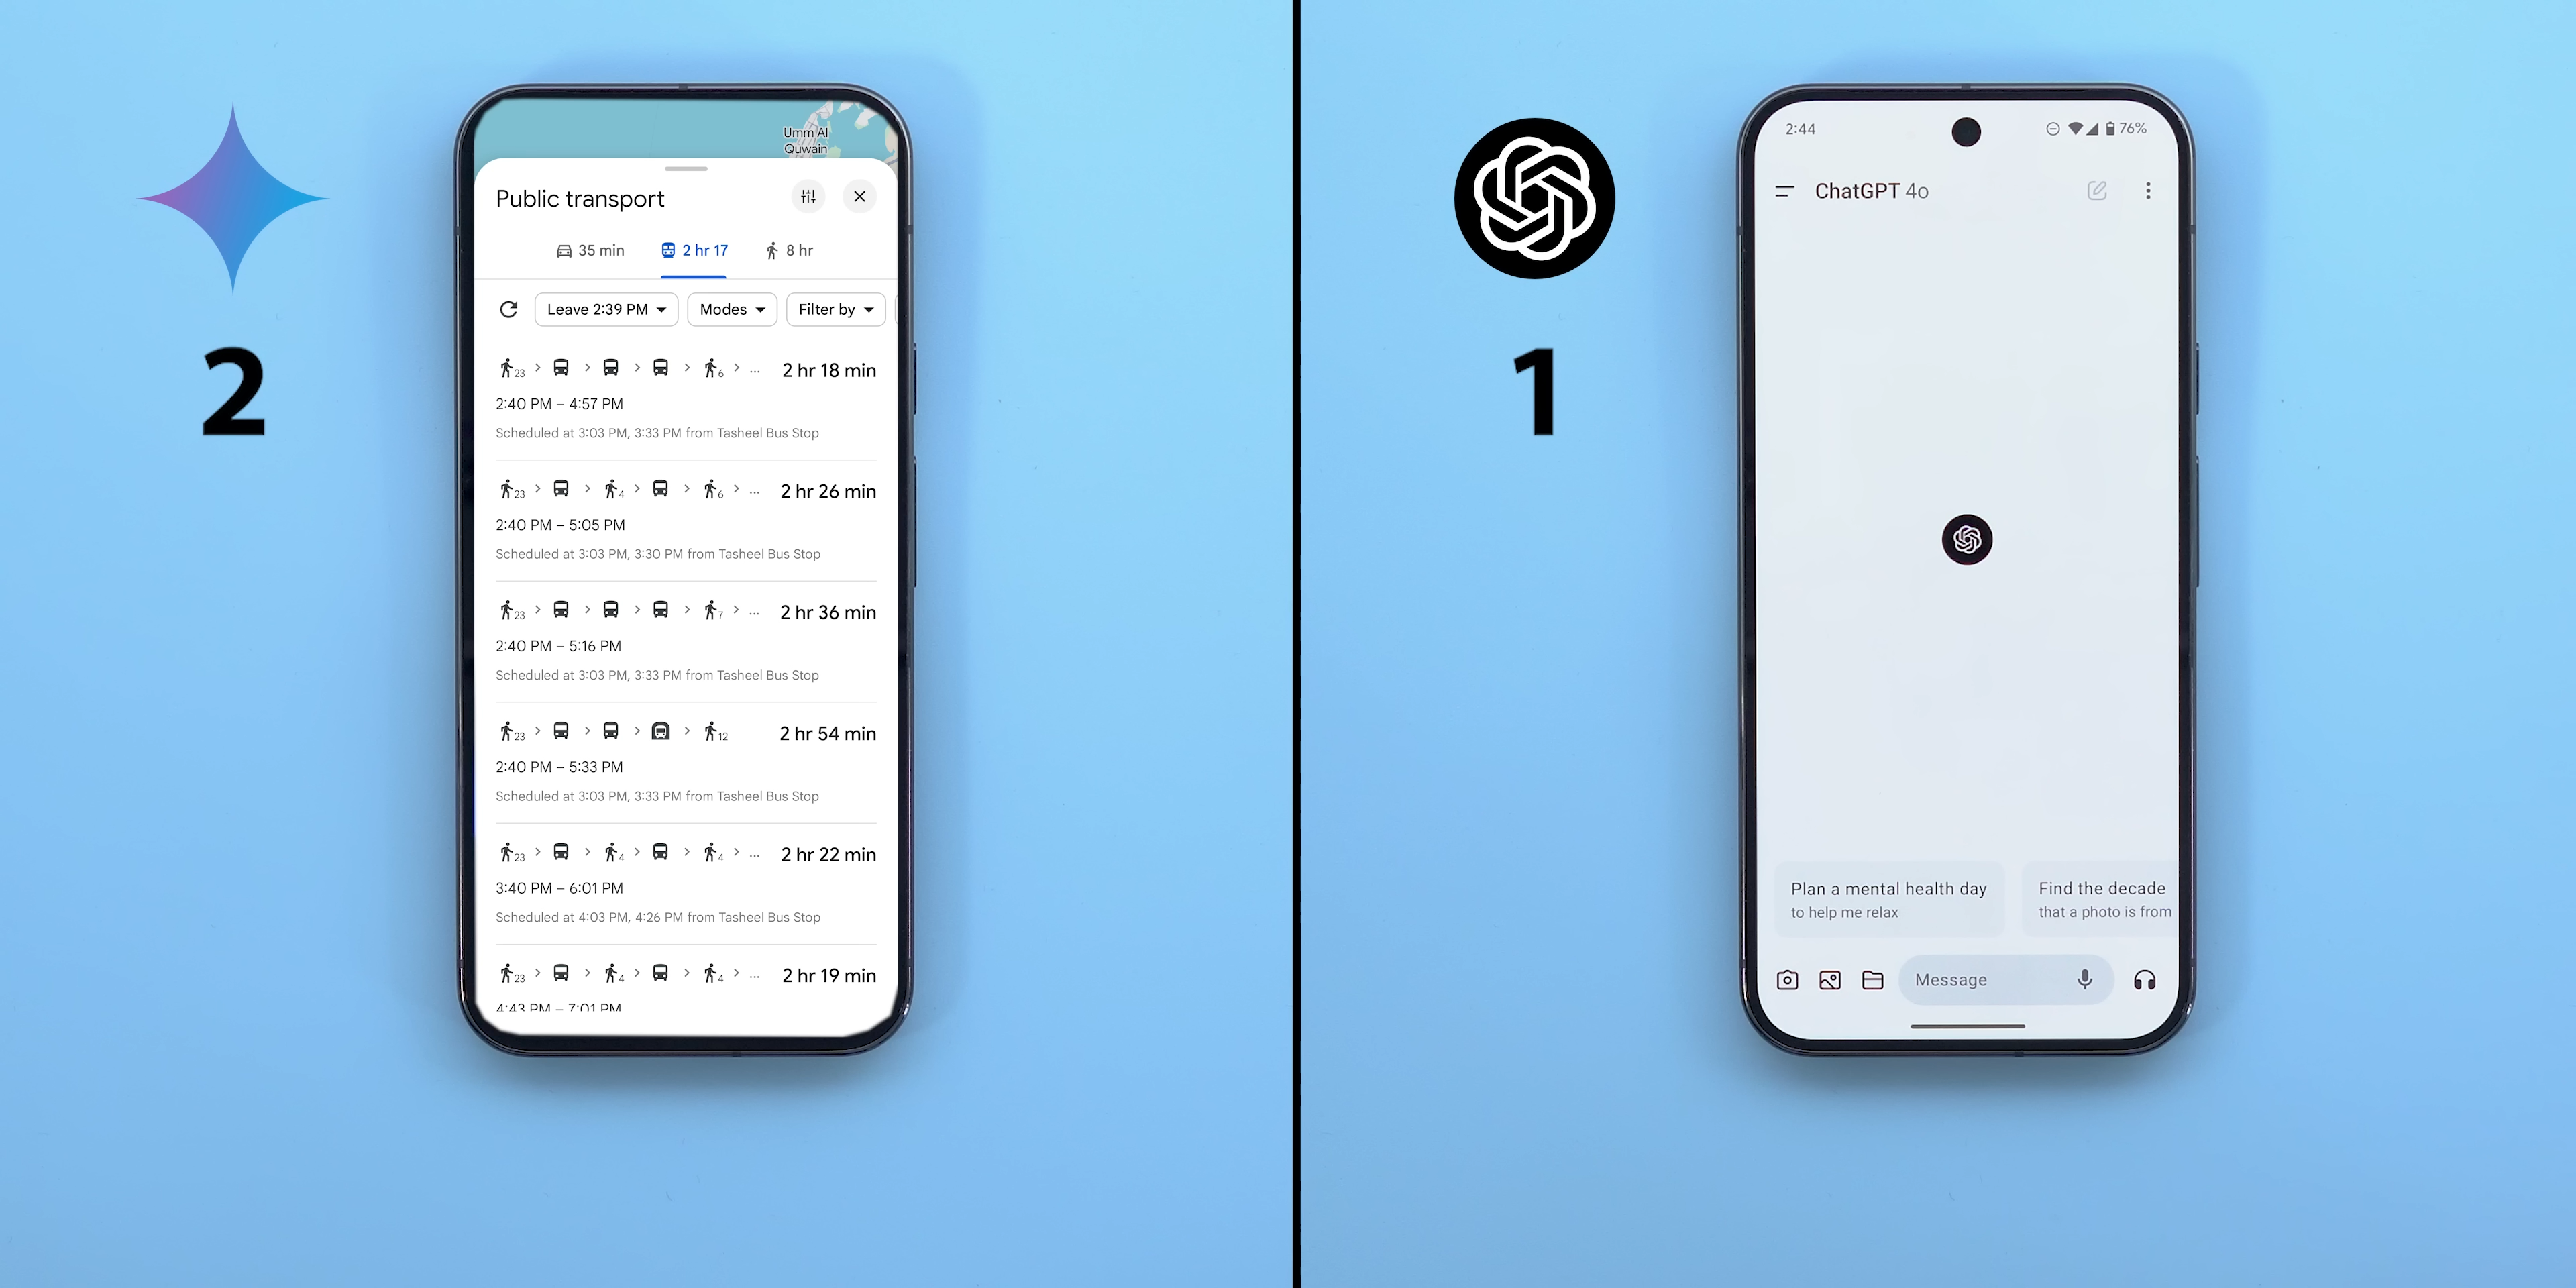 2
Umm Al
Quwain
Public transport
35 min
2 hr 17
8 hr
Leave 2:39 PM
Modes
Filter by
23
6
...
2 hr 18 min
2:40 PM – 4:57 PM
Scheduled at 3:03 PM, 3:33 PM from Tasheel Bus Stop
23
4
6
...
2 hr 26 min
2:40 PM – 5:05 PM
Scheduled at 3:03 PM, 3:30 PM from Tasheel Bus Stop
23
7
...
2 hr 36 min
2:40 PM – 5:16 PM
Scheduled at 3:03 PM, 3:33 PM from Tasheel Bus Stop
23
12
2 hr 54 min
2:40 PM – 5:33 PM
Scheduled at 3:03 PM, 3:33 PM from Tasheel Bus Stop
23
4
4
...
2 hr 22 min
3:40 PM – 6:01 PM
Scheduled at 4:03 PM, 4:26 PM from Tasheel Bus Stop
23
4
4
...
2 hr 19 min
4:43 PM – 7:01 PM
1
2:44
76%
ChatGPT 4o
Plan a mental health day
to help me relax
Find the decade
that a photo is from
Message